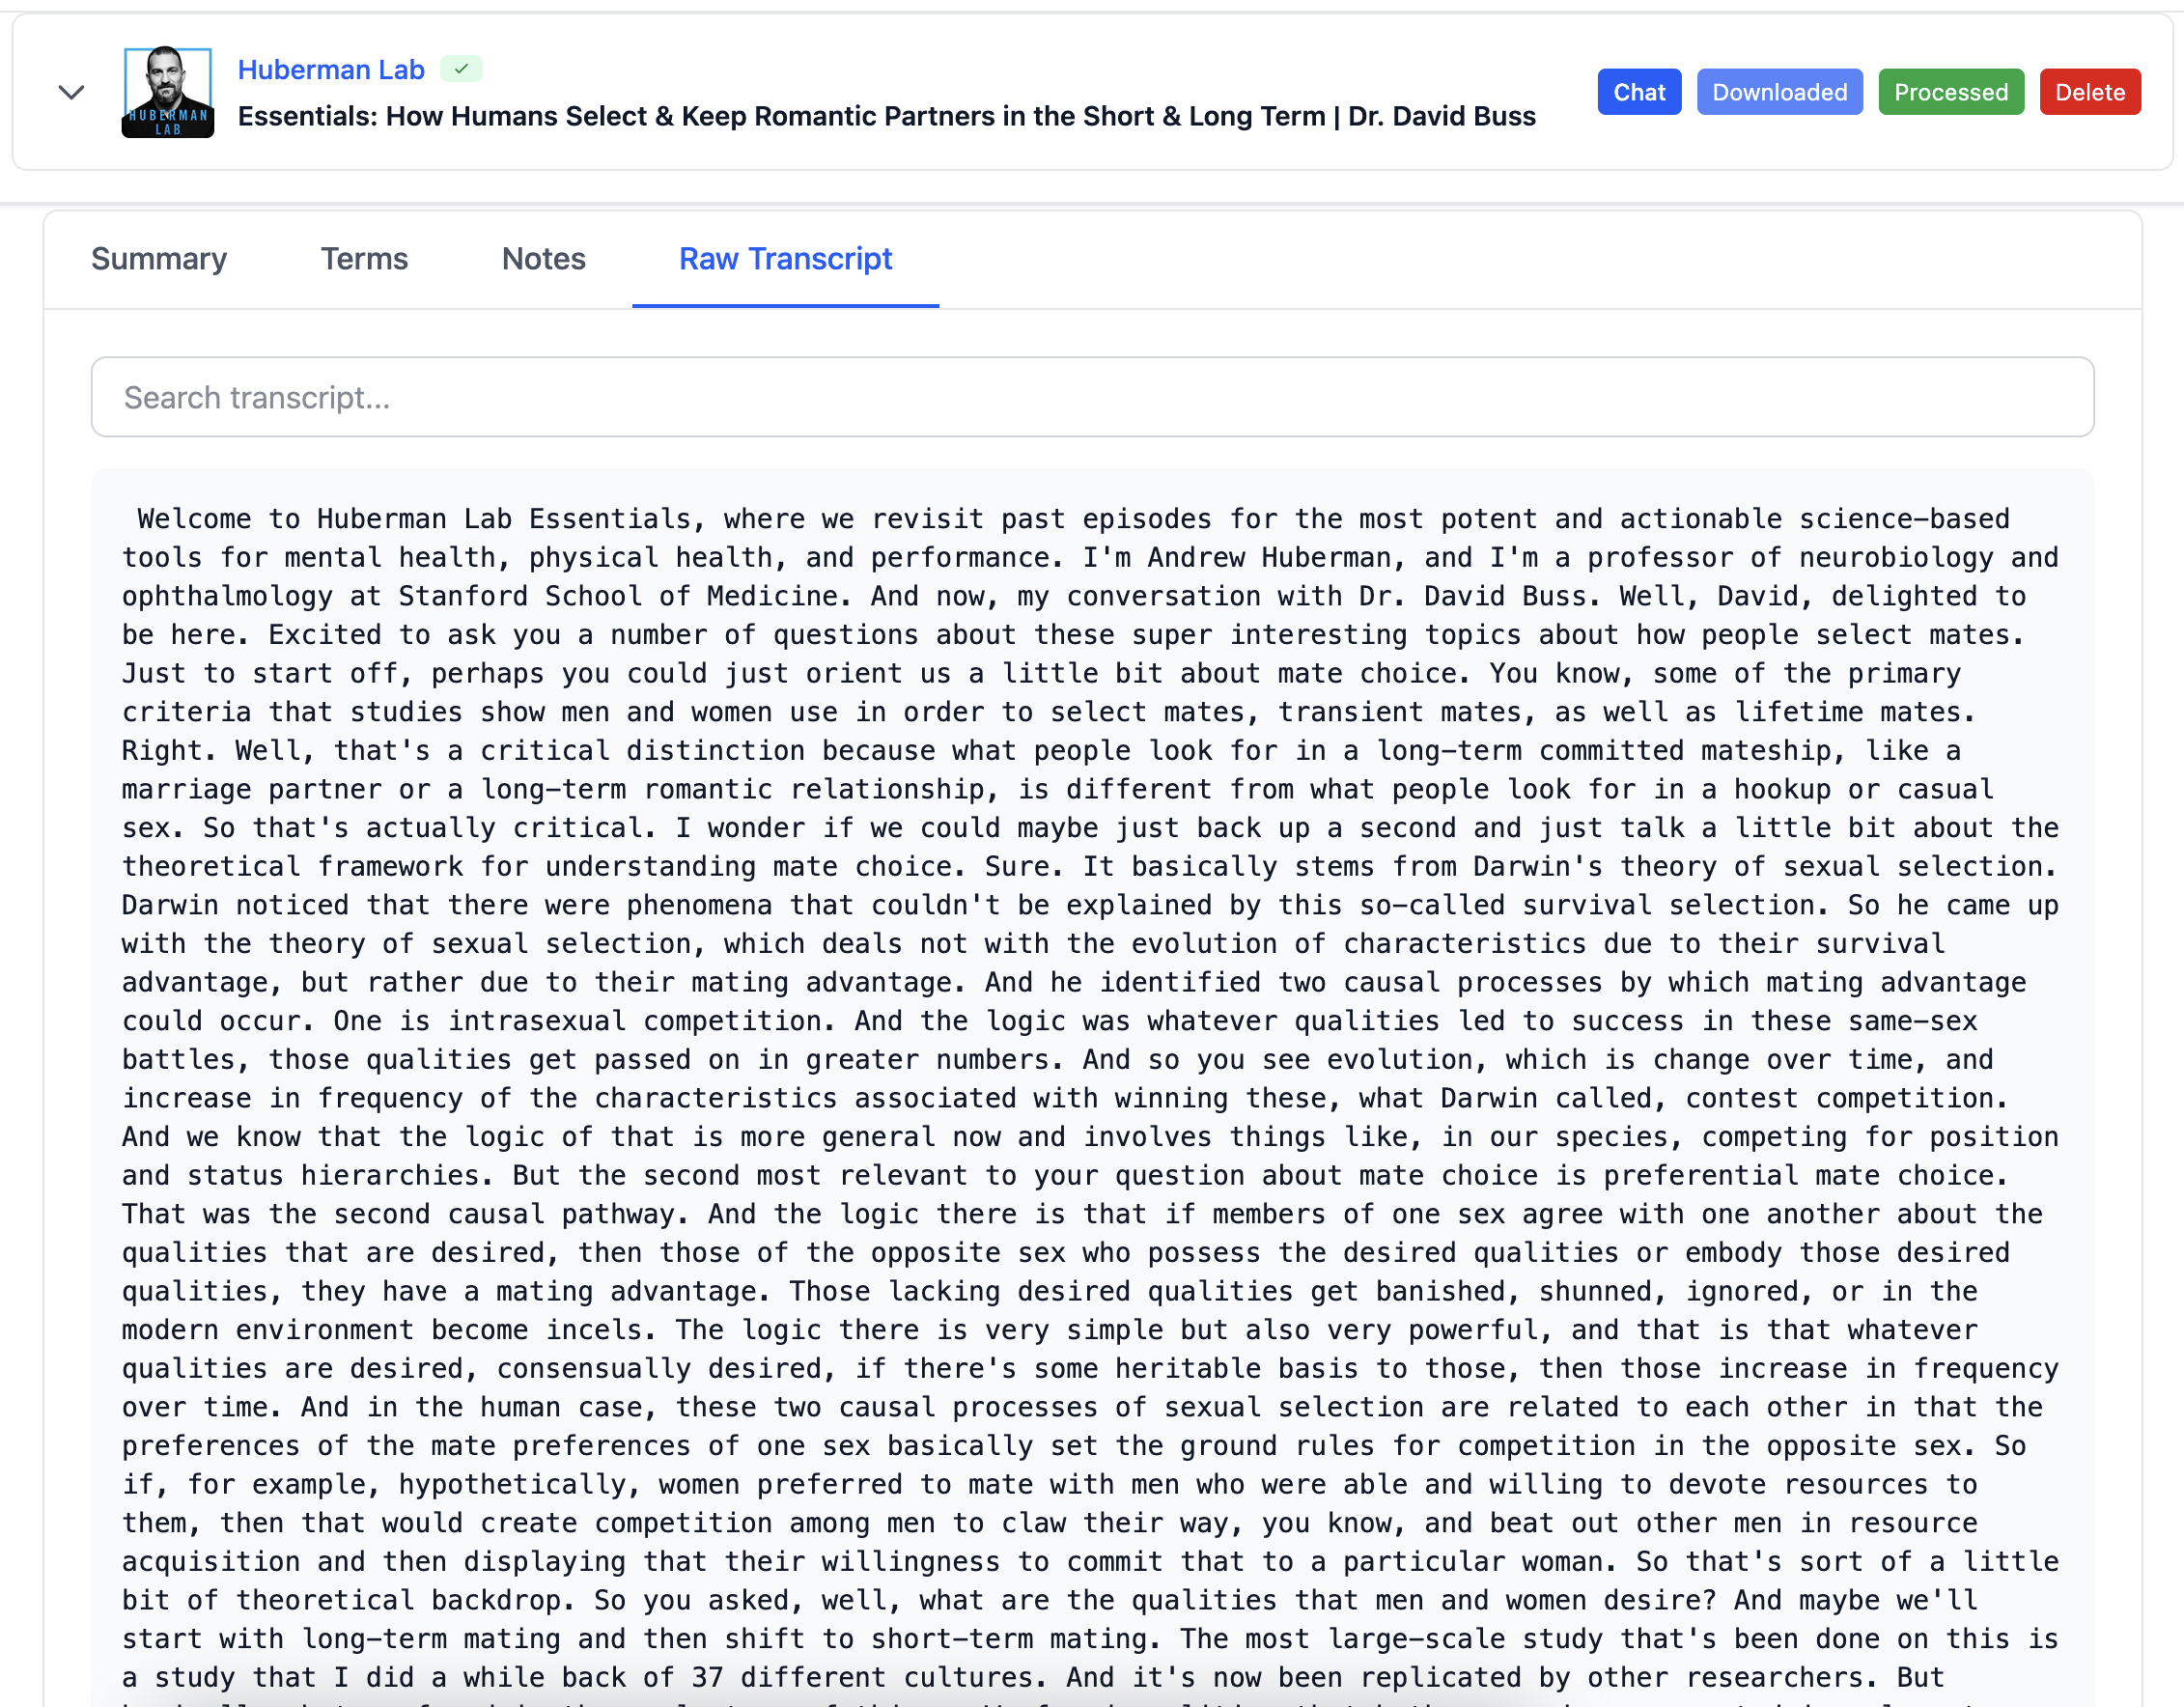 Huberman Lab
HUBERMAN
LAB
Essentials: How Humans Select & Keep Romantic Partners in the Short & Long Term | Dr. David Buss
Chat
Downloaded
Processed
Delete
Summary
Terms
Notes
Raw Transcript
Search transcript...
Welcome to Huberman Lab Essentials, where we revisit past episodes for the most potent and actionable science-based
tools for mental health, physical health, and performance. I'm Andrew Huberman, and I'm a professor of neurobiology and
ophthalmology at Stanford School of Medicine. And now, my conversation with Dr. David Buss. Well, David, delighted to
be here. Excited to ask you a number of questions about these super interesting topics about how people select mates.
Just to start off, perhaps you could just orient us a little bit about mate choice. You know, some of the primary
criteria that studies show men and women use in order to select mates, transient mates, as well as lifetime mates.
Right. Well, that's a critical distinction because what people look for in a long-term committed mateship, like a
marriage partner or a long-term romantic relationship, is different from what people look for in a hookup or casual
sex. So that's actually critical. I wonder if we could maybe just back up a second and just talk a little bit about the
theoretical framework for understanding mate choice. Sure. It basically stems from Darwin's theory of sexual selection.
Darwin noticed that there were phenomena that couldn't be explained by this so-called survival selection. So he came up
with the theory of sexual selection, which deals not with the evolution of characteristics due to their survival
advantage, but rather due to their mating advantage. And he identified two causal processes by which mating advantage
could occur. One is intrasexual competition. And the logic was whatever qualities led to success in these same-sex
battles, those qualities get passed on in greater numbers. And so you see evolution, which is change over time, and
increase in frequency of the characteristics associated with winning these, what Darwin called, contest competition.
And we know that the logic of that is more general now and involves things like, in our species, competing for position
and status hierarchies. But the second most relevant to your question about mate choice is preferential mate choice.
That was the second causal pathway. And the logic there is that if members of one sex agree with one another about the
qualities that are desired, then those of the opposite sex who possess the desired qualities or embody those desired
qualities, they have a mating advantage. Those lacking desired qualities get banished, shunned, ignored, or in the
modern environment become incels. The logic there is very simple but also very powerful, and that is that whatever
qualities are desired, consensually desired, if there's some heritable basis to those, then those increase in frequency
over time. And in the human case, these two causal processes of sexual selection are related to each other in that the
preferences of the mate preferences of one sex basically set the ground rules for competition in the opposite sex. So
if, for example, hypothetically, women preferred to mate with men who were able and willing to devote resources to
them, then that would create competition among men to claw their way, you know, and beat out other men in resource
acquisition and then displaying that their willingness to commit that to a particular woman. So that's sort of a little
bit of theoretical backdrop. So you asked, well, what are the qualities that men and women desire? And maybe we'll
start with long-term mating and then shift to short-term mating. The most large-scale study that's been done on this is
a study that I did a while back of 37 different cultures. And it's now been replicated by other researchers. But